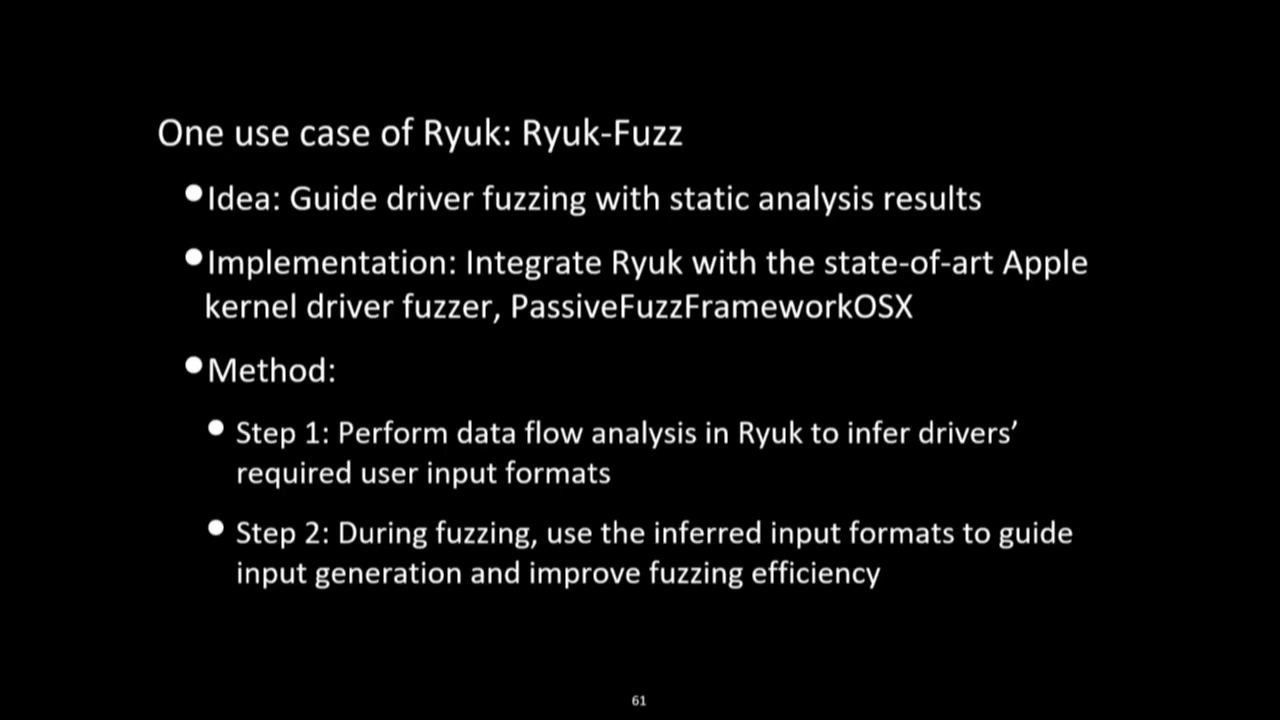 One use case of Ryuk: Ryuk-Fuzz
●Idea: Guide driver fuzzing with static analysis results
●Implementation: Integrate Ryuk with the state-of-art Apple
kernel driver fuzzer, PassiveFuzzFrameworkOSX
●Method:
● Step 1: Perform data flow analysis in Ryuk to infer drivers’
required user input formats
● Step 2: During fuzzing, use the inferred input formats to guide
input generation and improve fuzzing efficiency
61